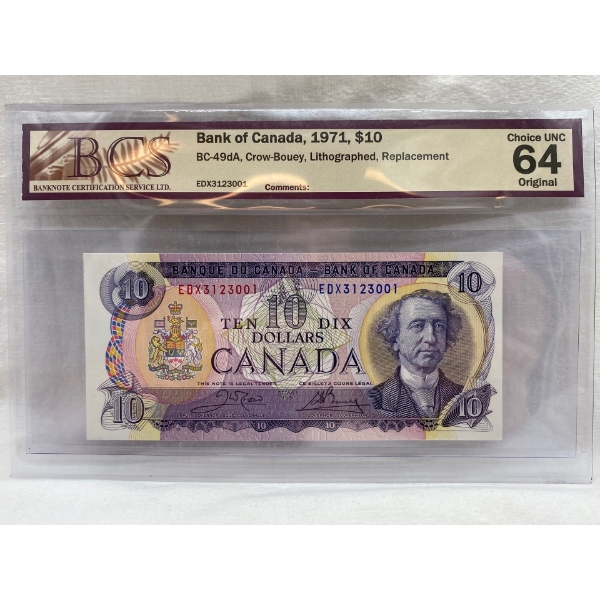 BCS
BANKNOTE CERTIFICATION SERVICE LTD.
Bank of Canada, 1971, $10
BC-49dA, Crow-Bouey, Lithographed, Replacement
EDX3123001 Comments:
Choice UNC
64
Original
10 BANQUE DU CANADA – BANK OF CANADA 10
EDX3123001 EDX3123001
TEN 10 DIX
DOLLARS
CANADA
THIS NOTE IS LEGAL TENDER CE BILLET A COURS LÉGAL
10 10
10 10